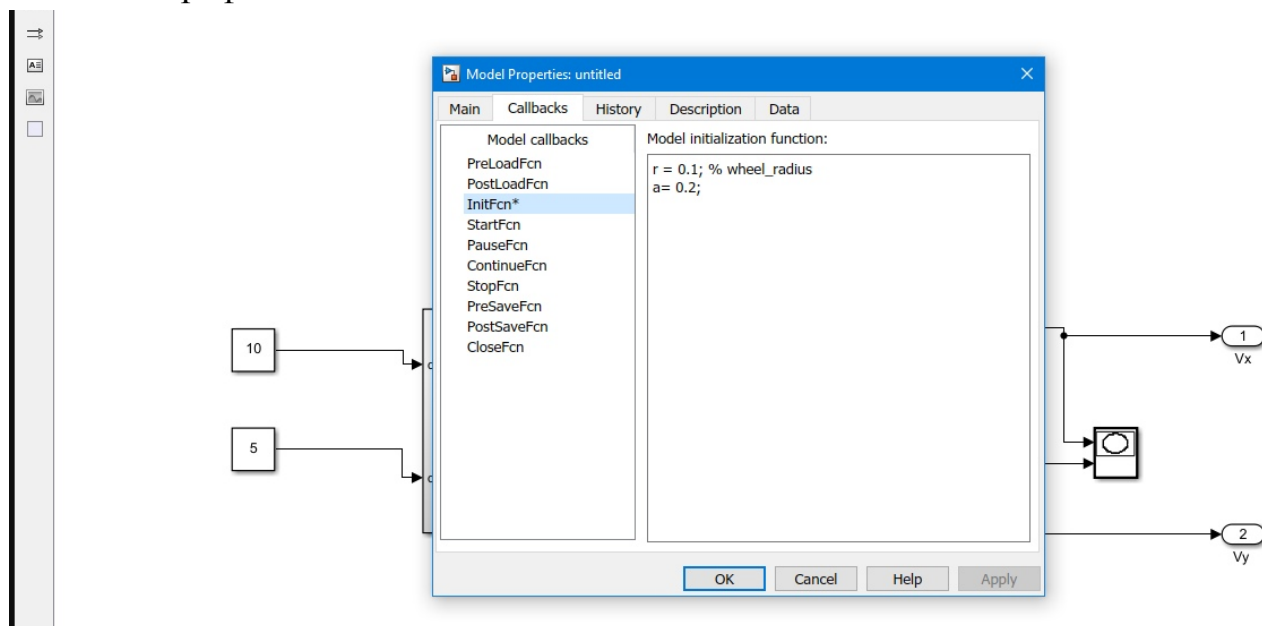 Model Properties: untitled
Main Callbacks History Description Data
Model callbacks
PreLoadFcn
PostLoadFcn
InitFcn*
StartFcn
PauseFcn
ContinueFcn
StopFcn
PreSaveFcn
PostSaveFcn
CloseFcn
Model initialization function:
r = 0.1; % wheel_radius
a= 0.2;
OK Cancel Help Apply
10
5
1
Vx
2
Vy